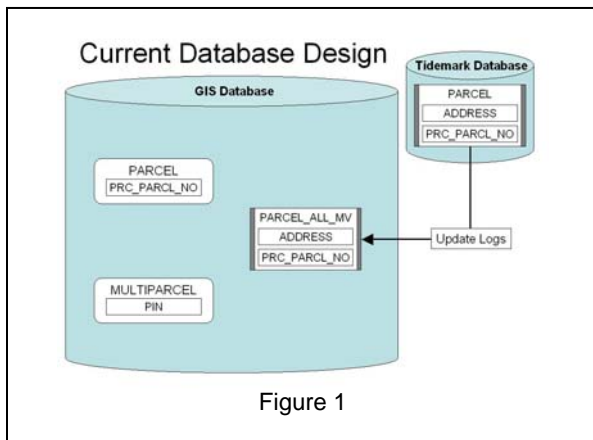 Current Database Design
Tidemark Database
GIS Database
PARCEL
ADDRESS
PRC_PARCL_NO
PARCEL
PRC_PARCL_NO
PARCEL_ALL_MV
ADDRESS
PRC_PARCL_NO
Update Logs
MULTIPARCEL
PIN
Figure 1